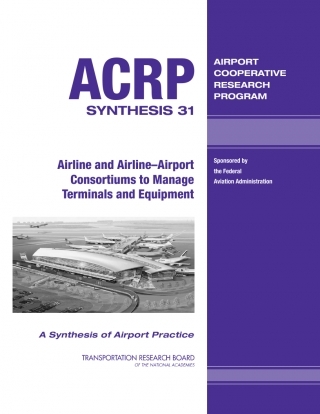 ACRP
SYNTHESIS 31
AIRPORT
COOPERATIVE
RESEARCH
PROGRAM
Airline and Airline–Airport
Consortiums to Manage
Terminals and Equipment
Sponsored by
the Federal
Aviation Administration
A Synthesis of Airport Practice
TRANSPORTATION RESEARCH BOARD
OF THE NATIONAL ACADEMIES